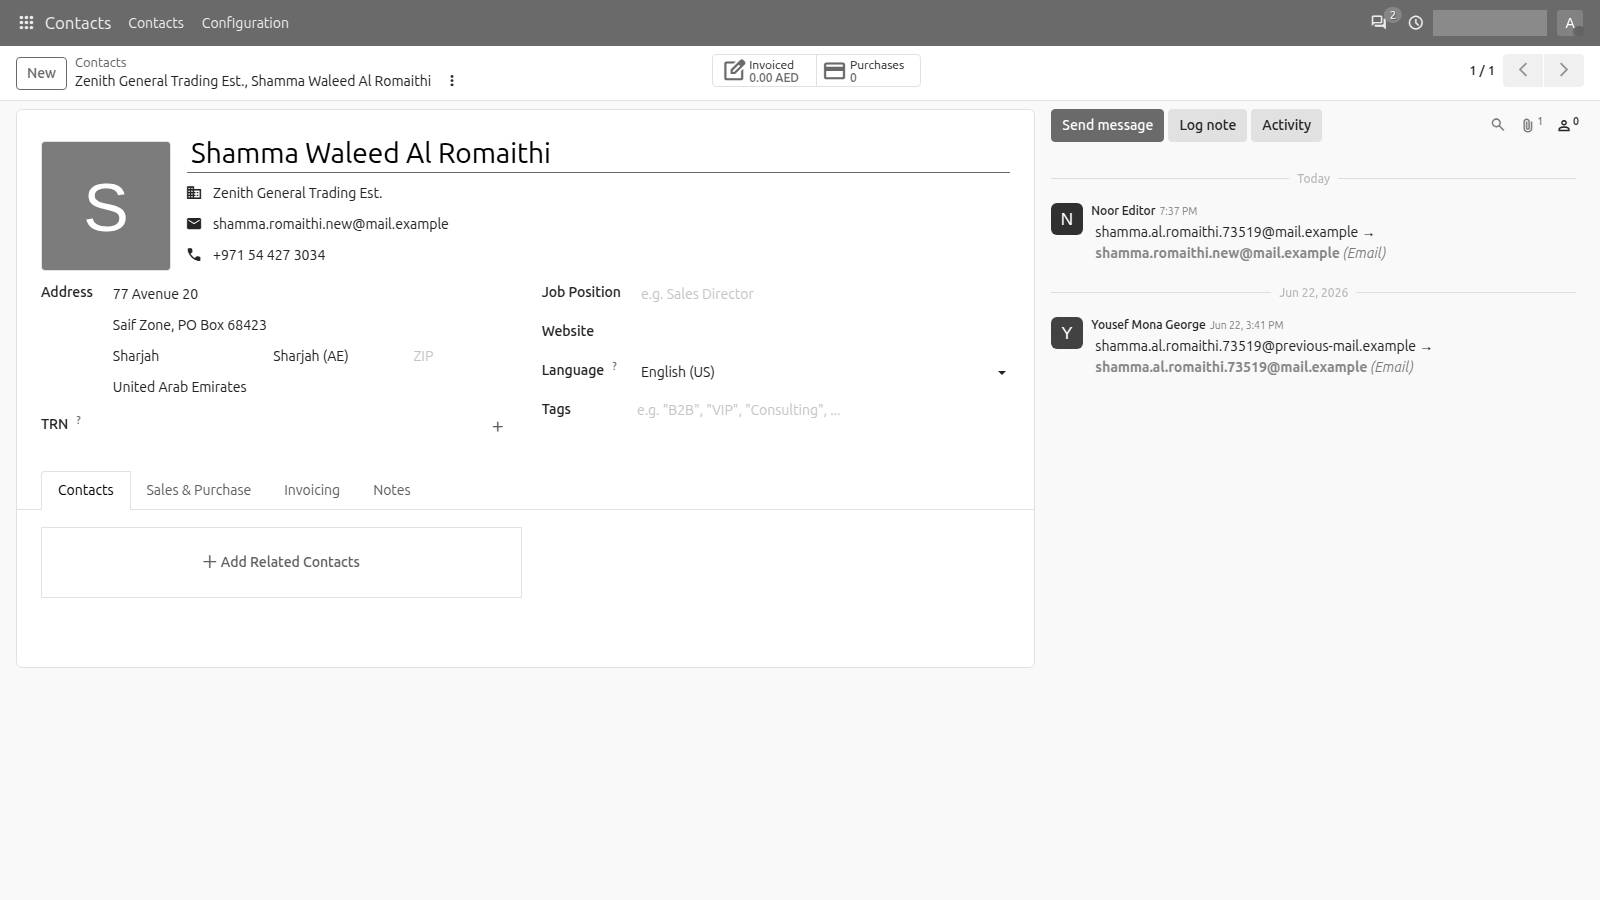 Contacts Contacts Configuration 2 A
New Contacts
Zenith General Trading Est., Shamma Waleed Al Romaithi
Invoiced 0.00 AED
Purchases 0
1 / 1
Send message Log note Activity 1 0
S
Shamma Waleed Al Romaithi
Zenith General Trading Est.
shamma.romaithi.new@mail.example
+971 54 427 3034
Address 77 Avenue 20
Saif Zone, PO Box 68423
Sharjah Sharjah (AE) ZIP
United Arab Emirates
TRN ? +
Job Position e.g. Sales Director
Website
Language ? English (US)
Tags e.g. "B2B", "VIP", "Consulting", ...
Contacts Sales & Purchase Invoicing Notes
+ Add Related Contacts
Today
N Noor Editor 7:37 PM
shamma.al.romaithi.73519@mail.example →
shamma.romaithi.new@mail.example (Email)
Jun 22, 2026
Y Yousef Mona George Jun 22, 3:41 PM
shamma.al.romaithi.73519@previous-mail.example →
shamma.al.romaithi.73519@mail.example (Email)